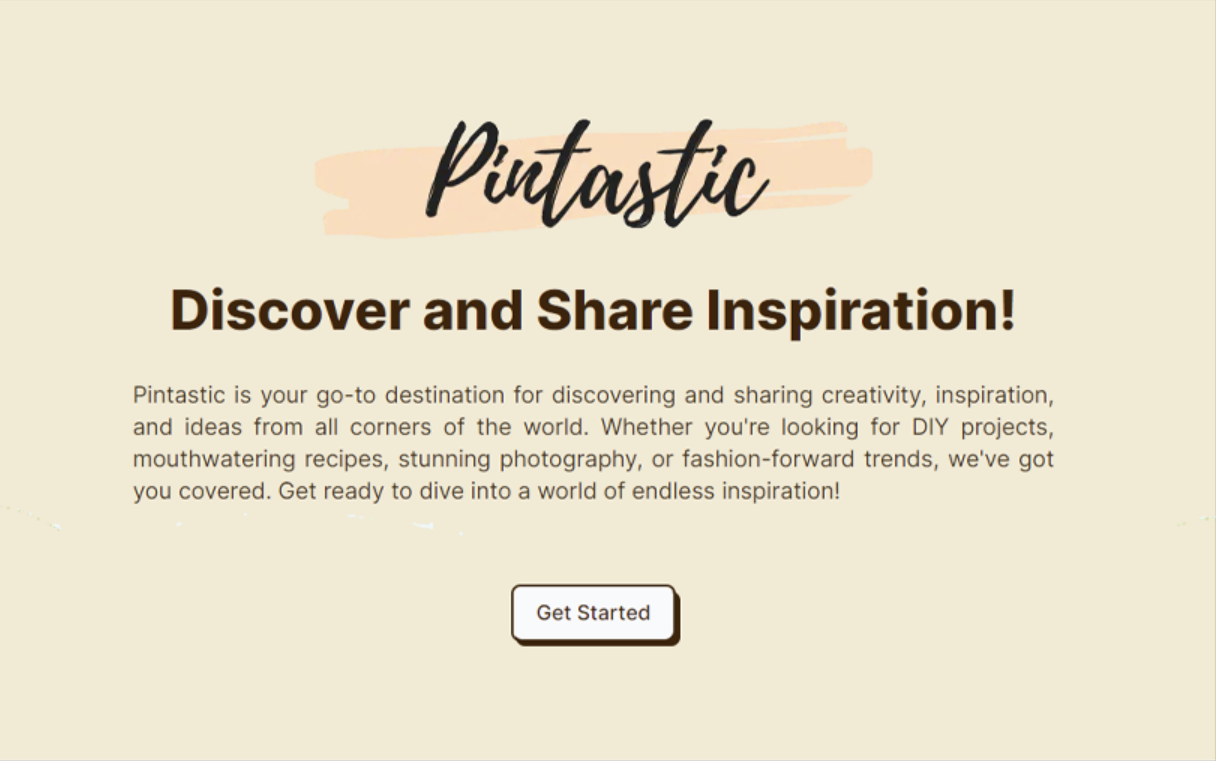 Pintastic
Discover and Share Inspiration!
Pintastic is your go-to destination for discovering and sharing creativity, inspiration,
and ideas from all corners of the world. Whether you're looking for DIY projects,
mouthwatering recipes, stunning photography, or fashion-forward trends, we've got
you covered. Get ready to dive into a world of endless inspiration!
Get Started